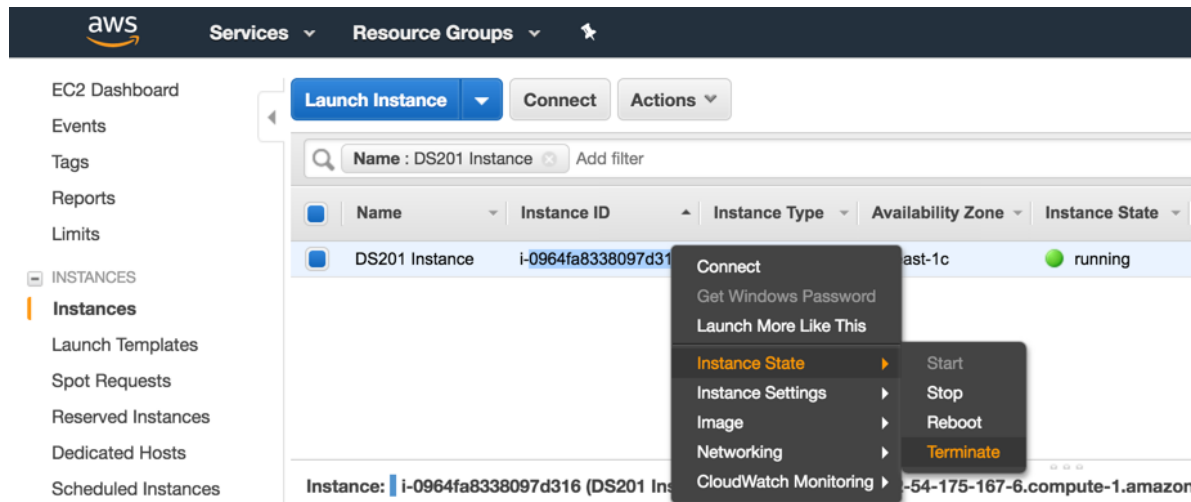 aws Services Resource Groups
EC2 Dashboard
Events
Tags
Reports
Limits
INSTANCES
Instances
Launch Templates
Spot Requests
Reserved Instances
Dedicated Hosts
Scheduled Instances
Launch Instance Connect Actions
Name : DS201 Instance Add filter
Name Instance ID Instance Type Availability Zone Instance State
DS201 Instance i-0964fa8338097d31 ast-1c running
Connect
Get Windows Password
Launch More Like This
Instance State
Instance Settings
Image
Networking
CloudWatch Monitoring
Start
Stop
Reboot
Terminate
Instance: i-0964fa8338097d316 (DS201 Ins -54-175-167-6.compute-1.amazon